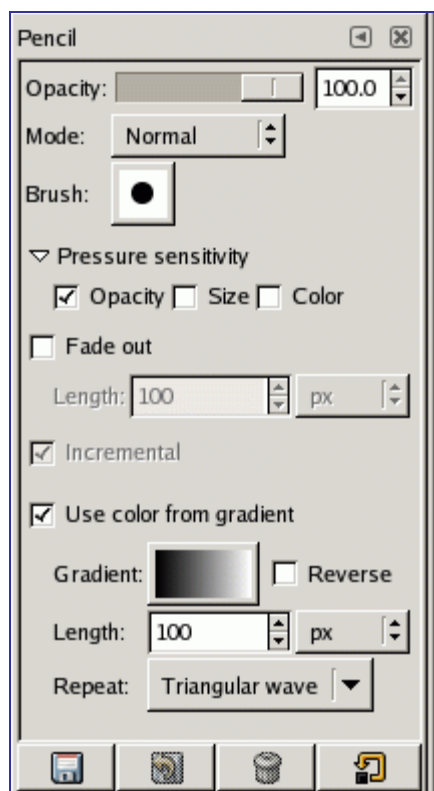 Pencil
Opacity: 100.0
Mode: Normal
Brush:
Pressure sensitivity
Opacity Size Color
Fade out
Length: 100 px
Incremental
Use color from gradient
Gradient: Reverse
Length: 100 px
Repeat: Triangular wave